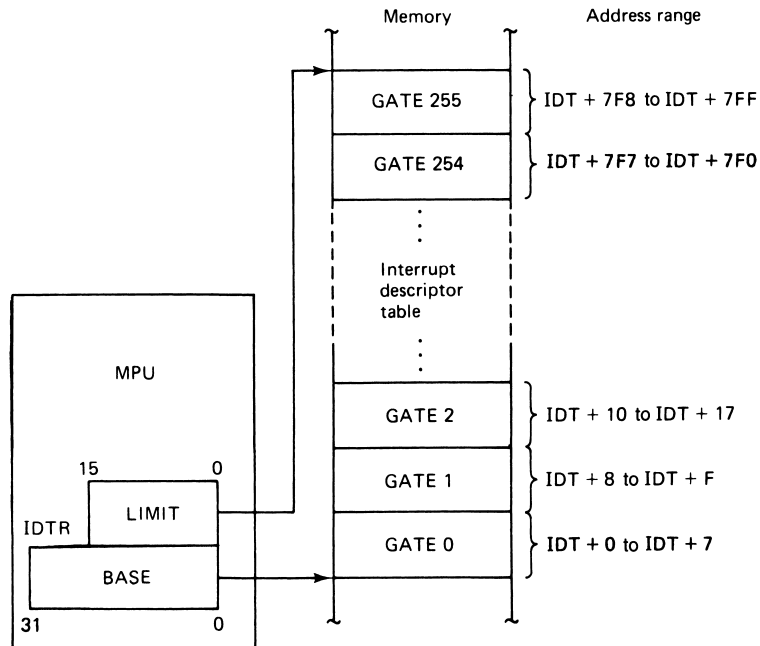 Memory
Address range
GATE 255
IDT + 7F8 to IDT + 7FF
GATE 254
IDT + 7F7 to IDT + 7F0
Interrupt
descriptor
table
MPU
GATE 2
IDT + 10 to IDT + 17
15
0
GATE 1
IDT + 8 to IDT + F
LIMIT
IDTR
GATE 0
IDT + 0 to IDT + 7
BASE
31
0